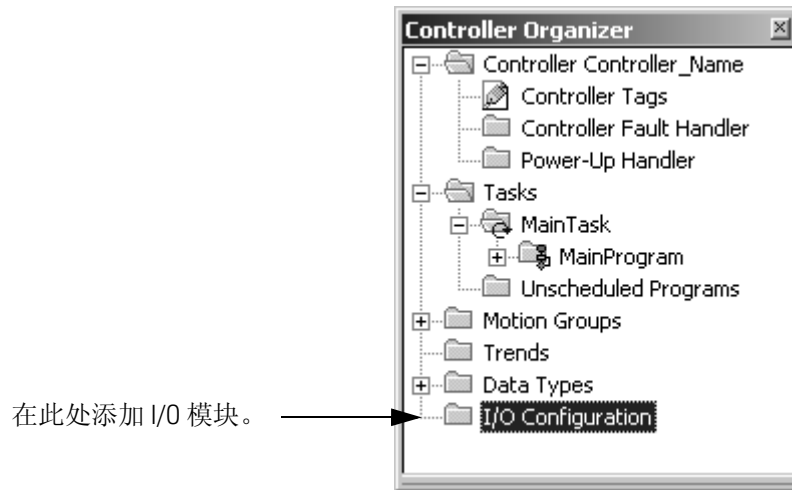 Controller Organizer
Controller Controller_Name
Controller Tags
Controller Fault Handler
Power-Up Handler
Tasks
MainTask
MainProgram
Unscheduled Programs
Motion Groups
Trends
Data Types
在此处添加 I/O 模块。
I/O Configuration